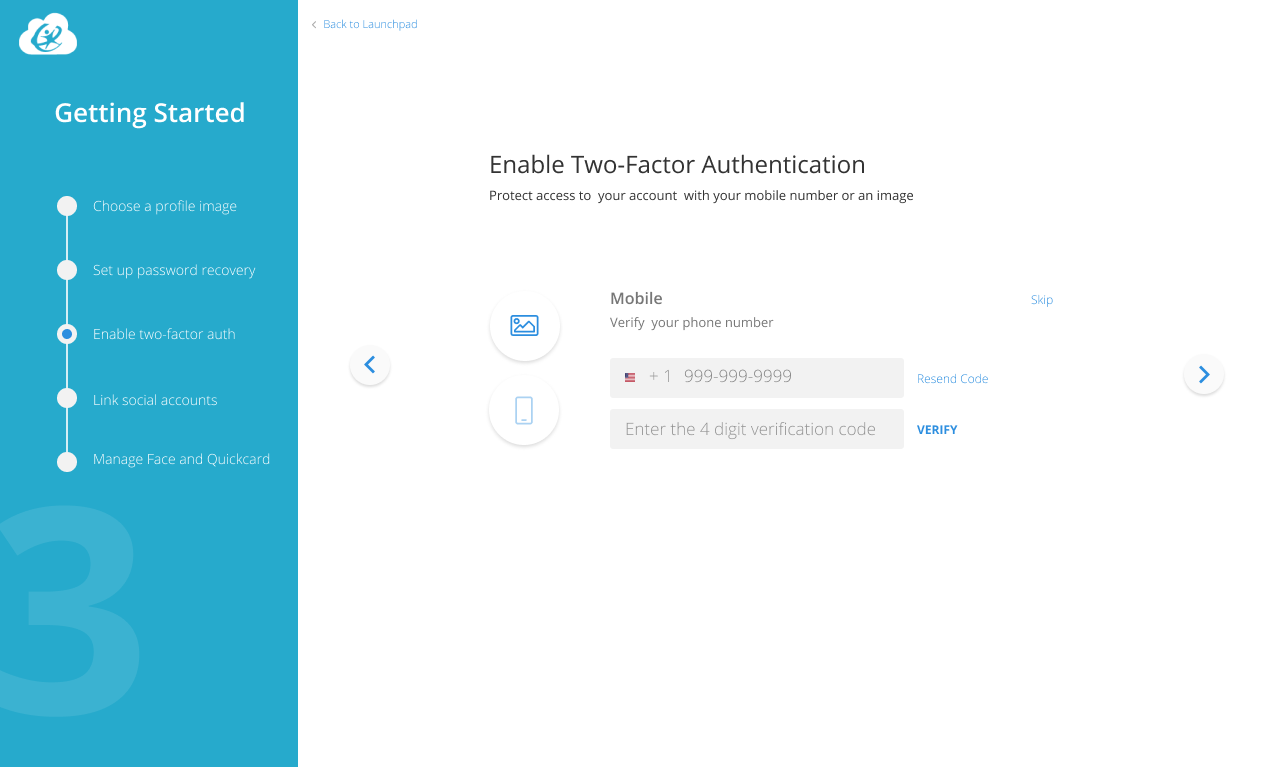 Back to Launchpad
Getting Started
Choose a profile image
Set up password recovery
Enable two-factor auth
Link social accounts
Manage Face and Quickcard
3
Enable Two-Factor Authentication
Protect access to your account with your mobile number or an image
Mobile
Skip
Verify your phone number
+ 1 999-999-9999
Resend Code
Enter the 4 digit verification code
VERIFY